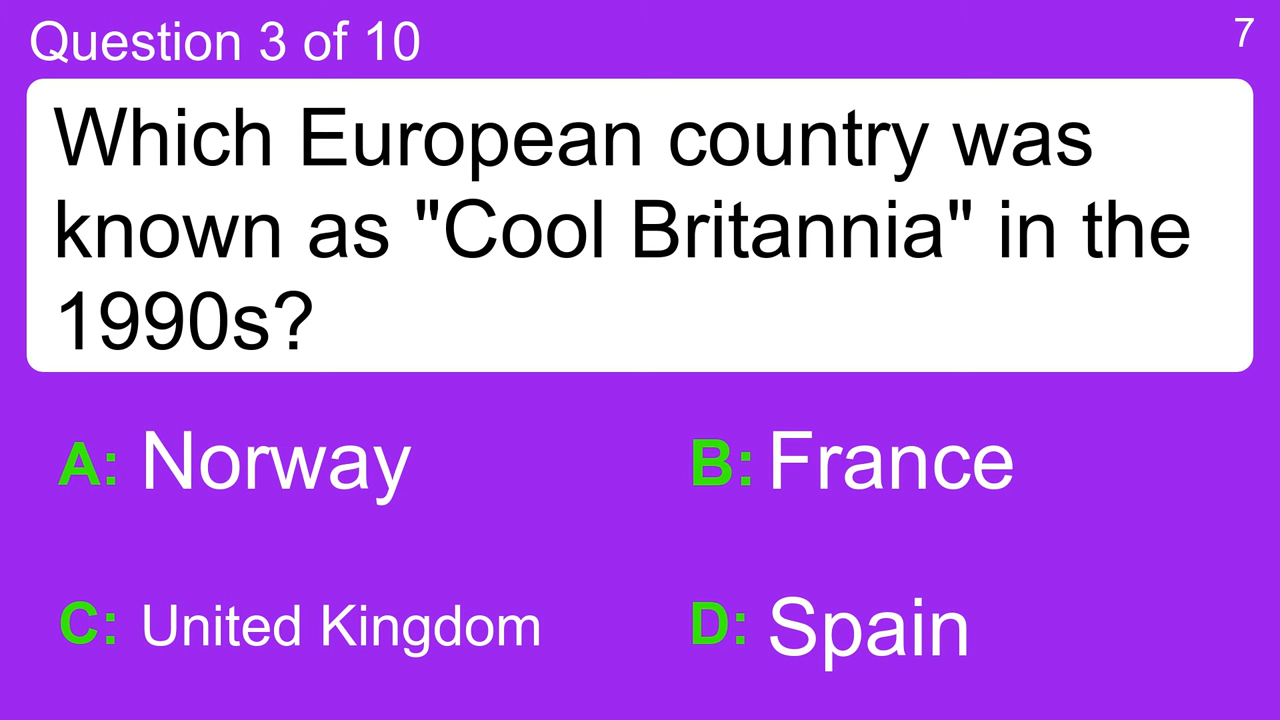 Question 3 of 10
7
Which European country was
known as "Cool Britannia" in the
1990s?
A: Norway
B: France
C: United Kingdom
D: Spain